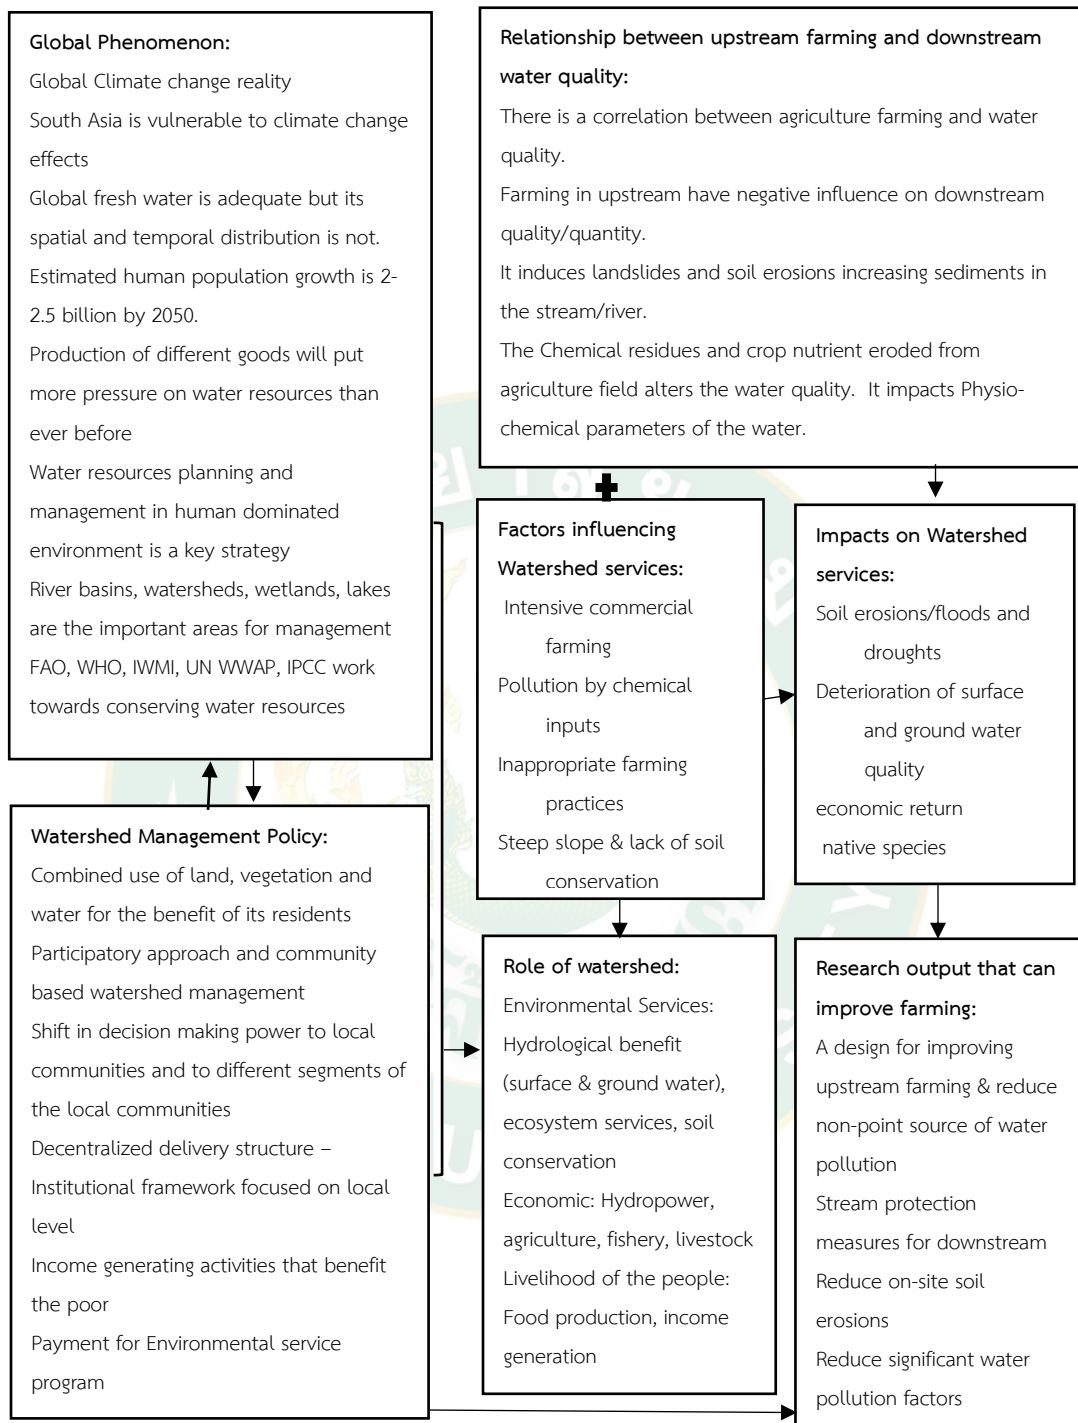 Global Phenomenon:
Global Climate change reality
South Asia is vulnerable to climate change
effects
Global fresh water is adequate but its
spatial and temporal distribution is not.
Estimated human population growth is 2-
2.5 billion by 2050.
Production of different goods will put
more pressure on water resources than
ever before
Water resources planning and
management in human dominated
environment is a key strategy
River basins, watersheds, wetlands, lakes
are the important areas for management
FAO, WHO, IWMI, UN WWAP, IPCC work
towards conserving water resources
Relationship between upstream farming and downstream
water quality:
There is a correlation between agriculture farming and water
quality.
Farming in upstream have negative influence on downstream
quality/quantity.
It induces landslides and soil erosions increasing sediments in
the stream/river.
The Chemical residues and crop nutrient eroded from
agriculture field alters the water quality.  It impacts Physio-
chemical parameters of the water.
Factors influencing
Watershed services:
Intensive commercial
farming
Pollution by chemical
inputs
Inappropriate farming
practices
Steep slope & lack of soil
conservation
Impacts on Watershed
services:
Soil erosions/floods and
droughts
Deterioration of surface
and ground water
quality
economic return
native species
Watershed Management Policy:
Combined use of land, vegetation and
water for the benefit of its residents
Participatory approach and community
based watershed management
Shift in decision making power to local
communities and to different segments of
the local communities
Decentralized delivery structure –
Institutional framework focused on local
level
Income generating activities that benefit
the poor
Payment for Environmental service
program
Role of watershed:
Environmental Services:
Hydrological benefit
(surface & ground water),
ecosystem services, soil
conservation
Economic: Hydropower,
agriculture, fishery, livestock
Livelihood of the people:
Food production, income
generation
Research output that can
improve farming:
A design for improving
upstream farming & reduce
non-point source of water
pollution
Stream protection
measures for downstream
Reduce on-site soil
erosions
Reduce significant water
pollution factors